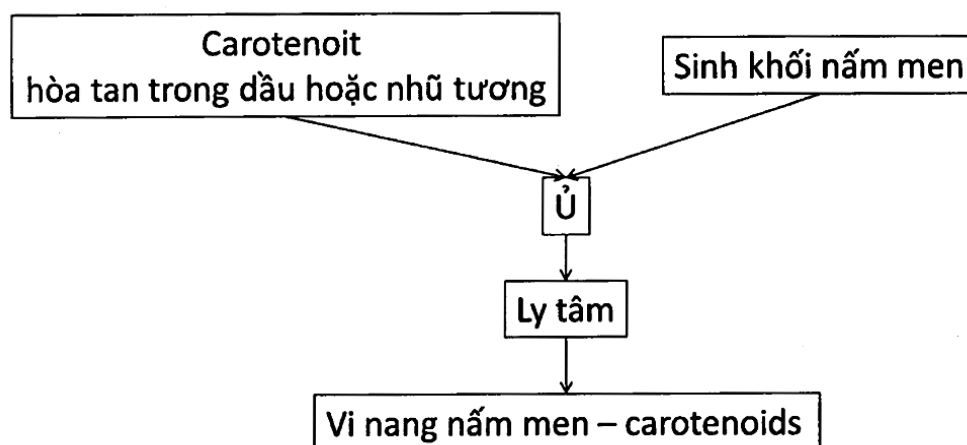 Carotenoit
hòa tan trong dầu hoặc nhũ tương
Sinh khối nấm men
Ủ
Ly tâm
Vi nang nấm men – carotenoids